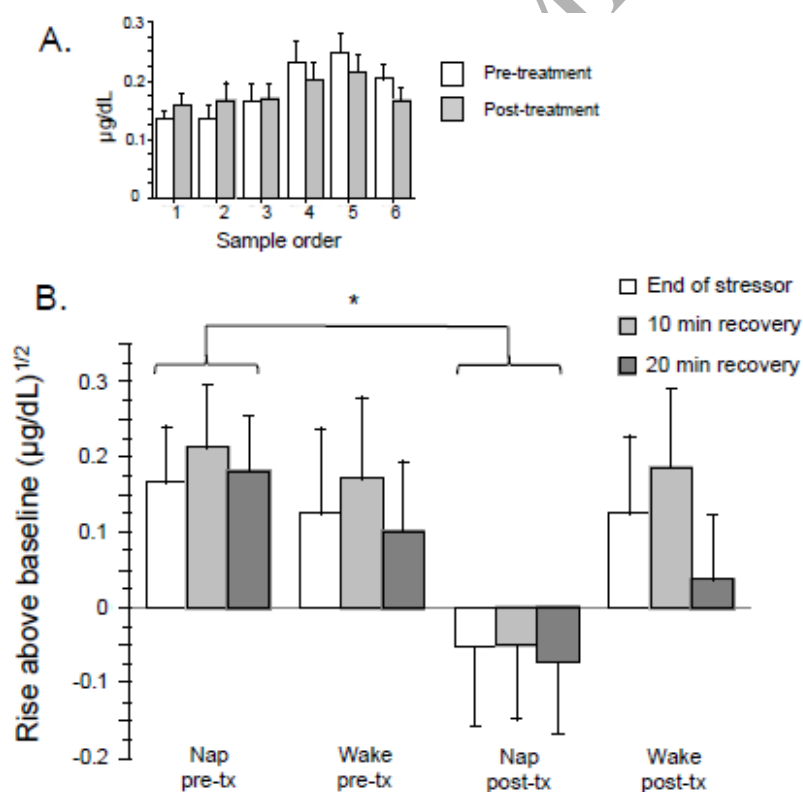 A.
0.3
0.2
0.1
0
µg/dL
1 2 3 4 5 6
Sample order
Pre-treatment
Post-treatment
B.
*
End of stressor
10 min recovery
20 min recovery
Rise above baseline (µg/dL)1/2
0.3
0.2
0.1
0
-0.1
-0.2
Nap
pre-tx
Wake
pre-tx
Nap
post-tx
Wake
post-tx